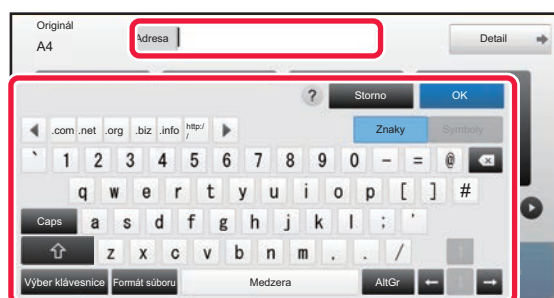 Originál
A4
Adresa
Detail
? Storno OK
.com .net .org .biz .info http:// Znaky Symboly
` 1 2 3 4 5 6 7 8 9 0 - = @
q w e r t y u i o p [ ] #
Caps a s d f g h j k l ; '
z x c v b n m . . /
Výber klávesnice Formát súboru Medzera AltGr